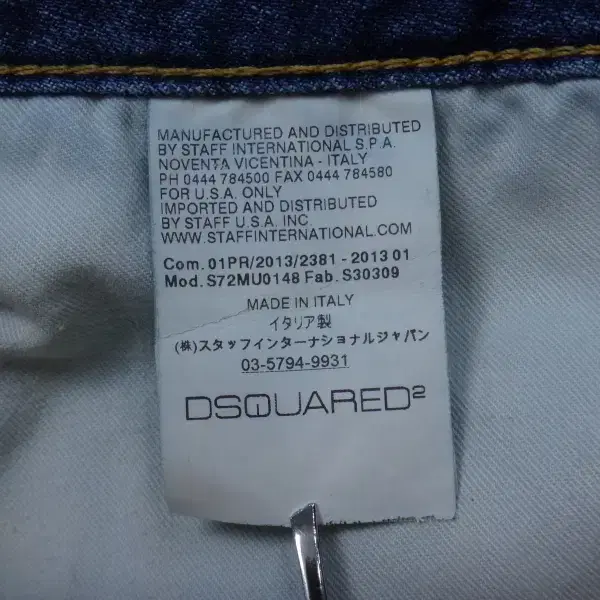 MANUFACTURED AND DISTRIBUTED
BY STAFF INTERNATIONAL S.P.A.
NOVENTA VICENTINA - ITALY
PH 0444 784500 FAX 0444 784580
FOR U.S.A. ONLY
IMPORTED AND DISTRIBUTED
BY STAFF U.S.A. INC.
WWW.STAFFINTERNATIONAL.COM
Com. 01PR/2013/2381 - 2013 01
Mod. S72MU0148 Fab. S30309
MADE IN ITALY
イタリア製
(株)スタッフインターナショナルジャパン
03-5794-9931
DSQUARED²